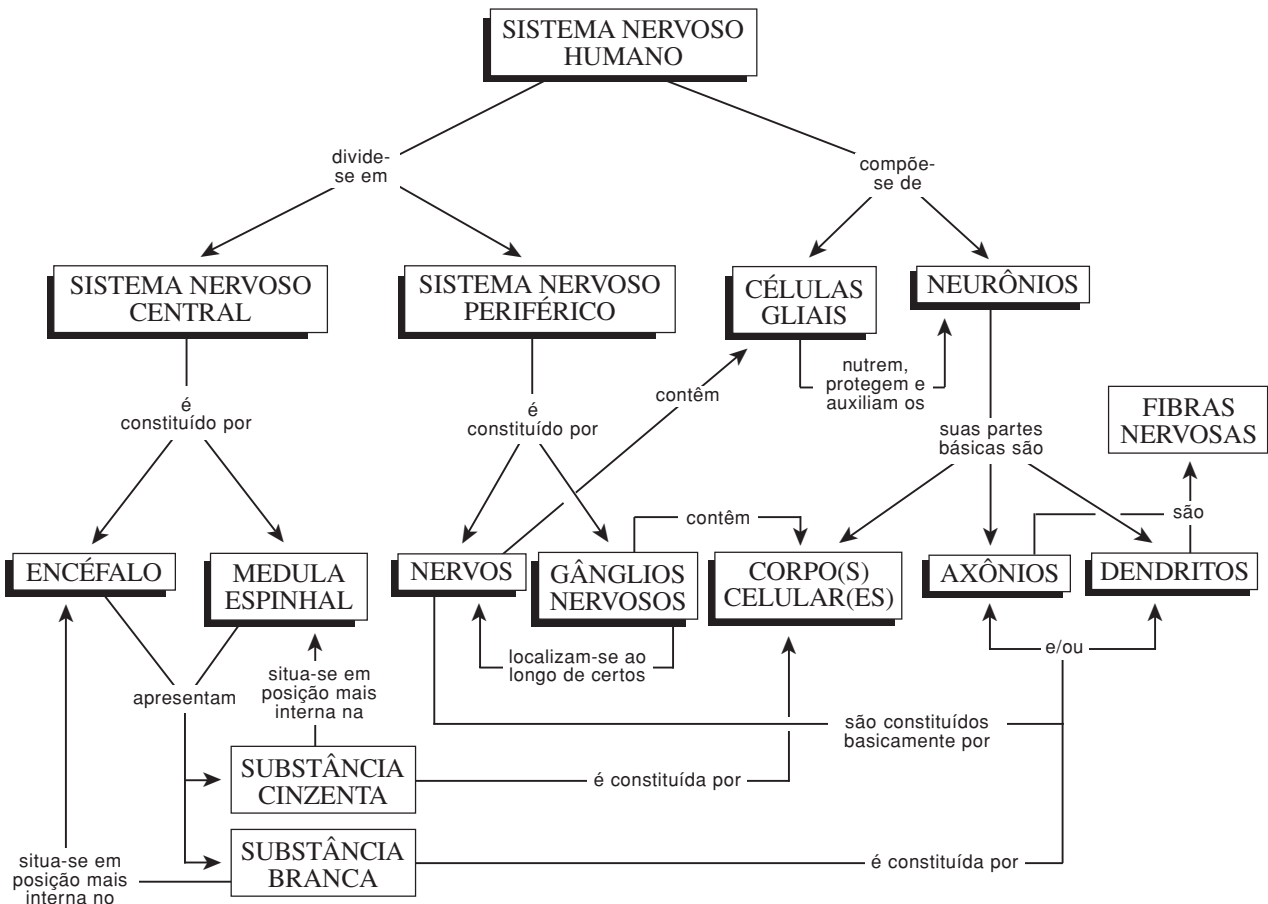 SISTEMA NERVOSO
HUMANO
divide-
se em
compõe-
se de
SISTEMA NERVOSO
CENTRAL
SISTEMA NERVOSO
PERIFÉRICO
CÉLULAS
GLIAIS
NEURÔNIOS
é
constituído por
é
constituído por
contêm
nutrem,
protegem e
auxiliam os
suas partes
básicas são
FIBRAS
NERVOSAS
contêm
são
ENCÉFALO
MEDULA
ESPINHAL
NERVOS
GÂNGLIOS
NERVOSOS
CORPO(S)
CELULAR(ES)
AXÔNIOS
DENDRITOS
apresentam
situa-se em
posição mais
interna na
localizam-se ao
longo de certos
e/ou
são constituídos
basicamente por
SUBSTÂNCIA
CINZENTA
é constituída por
SUBSTÂNCIA
BRANCA
é constituída por
situa-se em
posição mais
interna no